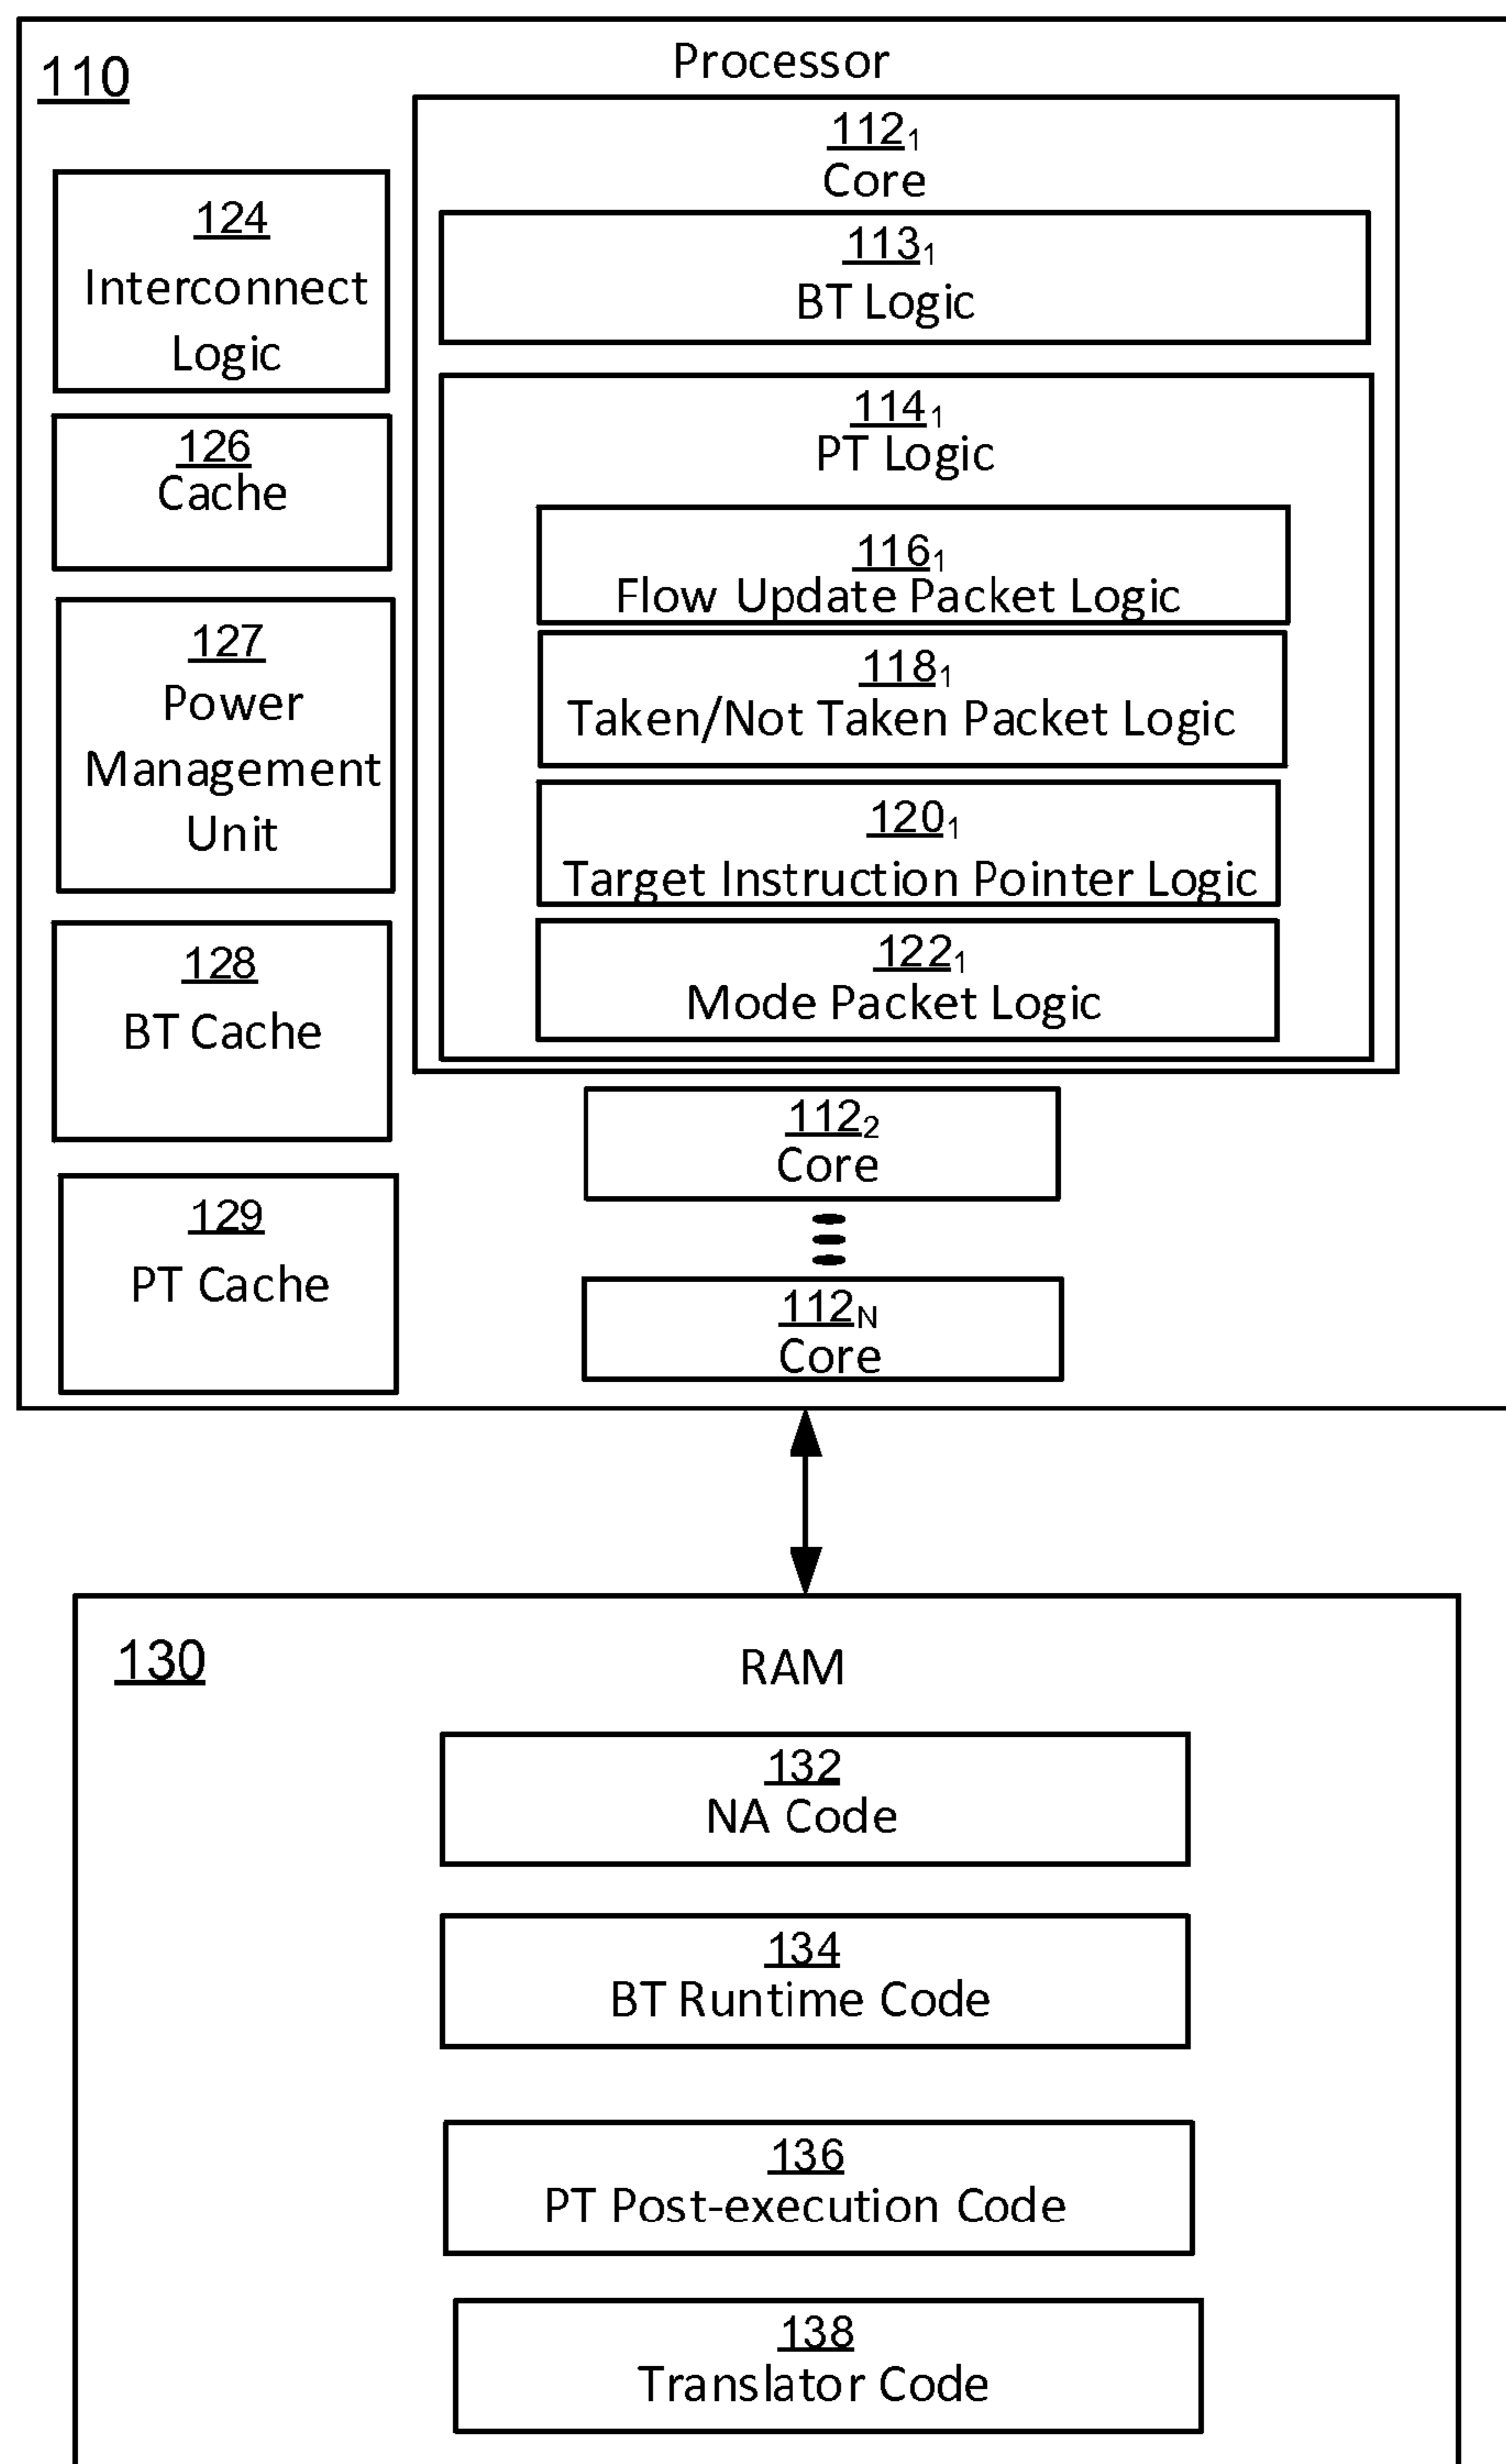 110
Processor
124
Interconnect
Logic
126
Cache
127
Power
Management
Unit
128
BT Cache
129
PT Cache
112₁
Core
113₁
BT Logic
114₁
PT Logic
116₁
Flow Update Packet Logic
118₁
Taken/Not Taken Packet Logic
120₁
Target Instruction Pointer Logic
122₁
Mode Packet Logic
112₂
Core
112N
Core
130
RAM
132
NA Code
134
BT Runtime Code
136
PT Post-execution Code
138
Translator Code